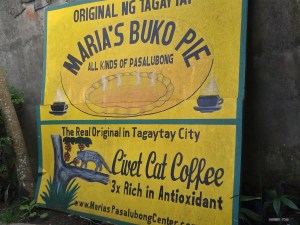 ORIGINAL NG TAGAYTAY
MARIA'S BUKO PIE
ALL KINDS OF PASALUBONG
The Real Original in Tagaytay City
Civet Cat Coffee
3x Rich in Antioxidant
www.MariasPasalubongCenter.com